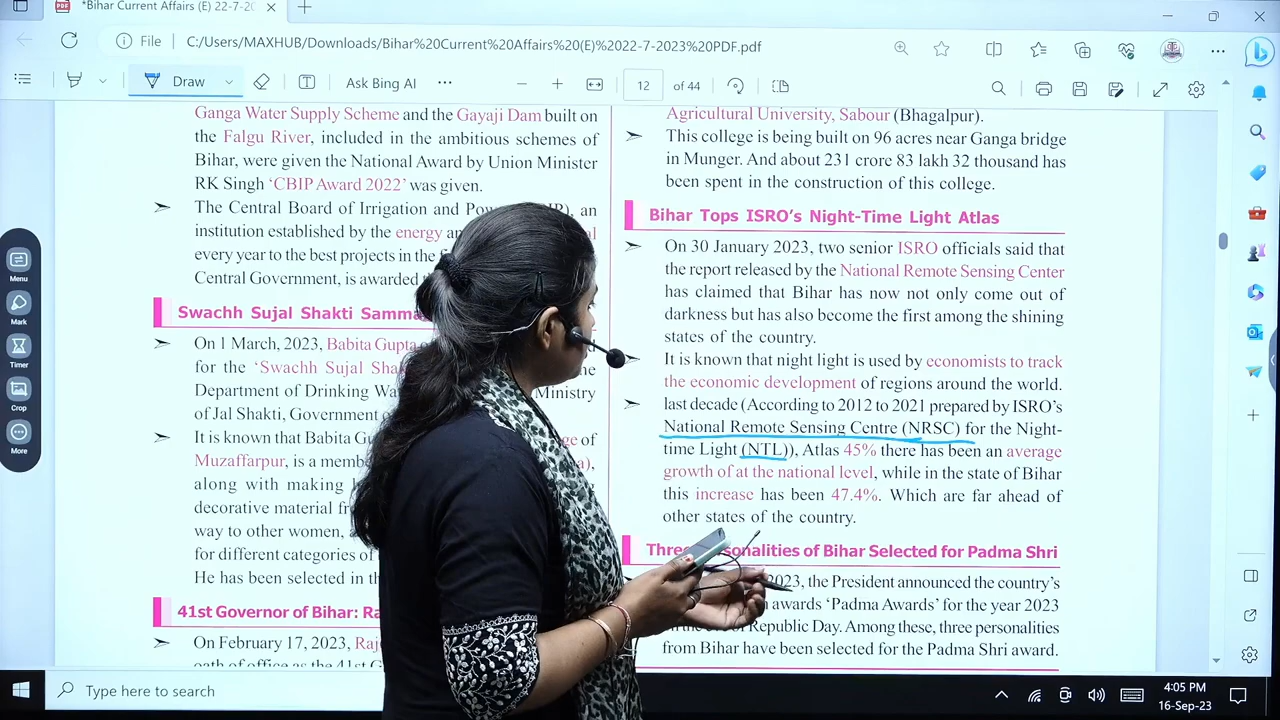 *Bihar Current Affairs (E) 22-7-20
File
C:/Users/MAXHUB/Downloads/Bihar%20Current%20Affairs%20(E)%2022-7-2023%20PDF.pdf
Draw
Ask Bing AI
12 of 44
Ganga Water Supply Scheme and the Gayaji Dam built on
the Falgu River, included in the ambitious schemes of
Bihar, were given the National Award by Union Minister
RK Singh ‘CBIP Award 2022’ was given.
➢ The Central Board of Irrigation and
an
institution established by the energy
every year to the best projects in the
Central Government, is awarded
Swachh Sujal Shakti
➢ On 1 March, 2023, Babita Gupta
for the ‘Swachh Sujal
Department of Drinking
Ministry
of Jal Shakti, Government
➢ It is known that Babita
of
Muzaffarpur, is a
along with making
decorative material
way to other women,
for different categories of
He has been selected in
41st Governor of Bihar:
➢ On February 17, 2023,
oath of office as the 41st
Agricultural University, Sabour (Bhagalpur).
➢ This college is being built on 96 acres near Ganga bridge
in Munger. And about 231 crore 83 lakh 32 thousand has
been spent in the construction of this college.
Bihar Tops ISRO’s Night-Time Light Atlas
➢ On 30 January 2023, two senior ISRO officials said that
the report released by the National Remote Sensing Center
has claimed that Bihar has now not only come out of
darkness but has also become the first among the shining
states of the country.
➢ It is known that night light is used by economists to track
the economic development of regions around the world.
➢ last decade (According to 2012 to 2021 prepared by ISRO’s
National Remote Sensing Centre (NRSC) for the Night-
time Light (NTL)), Atlas 45% there has been an average
growth of at the national level, while in the state of Bihar
this increase has been 47.4%. Which are far ahead of
other states of the country.
Three Personalities of Bihar Selected for Padma Shri
2023, the President announced the country’s
awards ‘Padma Awards’ for the year 2023
Republic Day. Among these, three personalities
from Bihar have been selected for the Padma Shri award.
Menu
Mark
Timer
Crop
More
Type here to search
4:05 PM
16-Sep-23